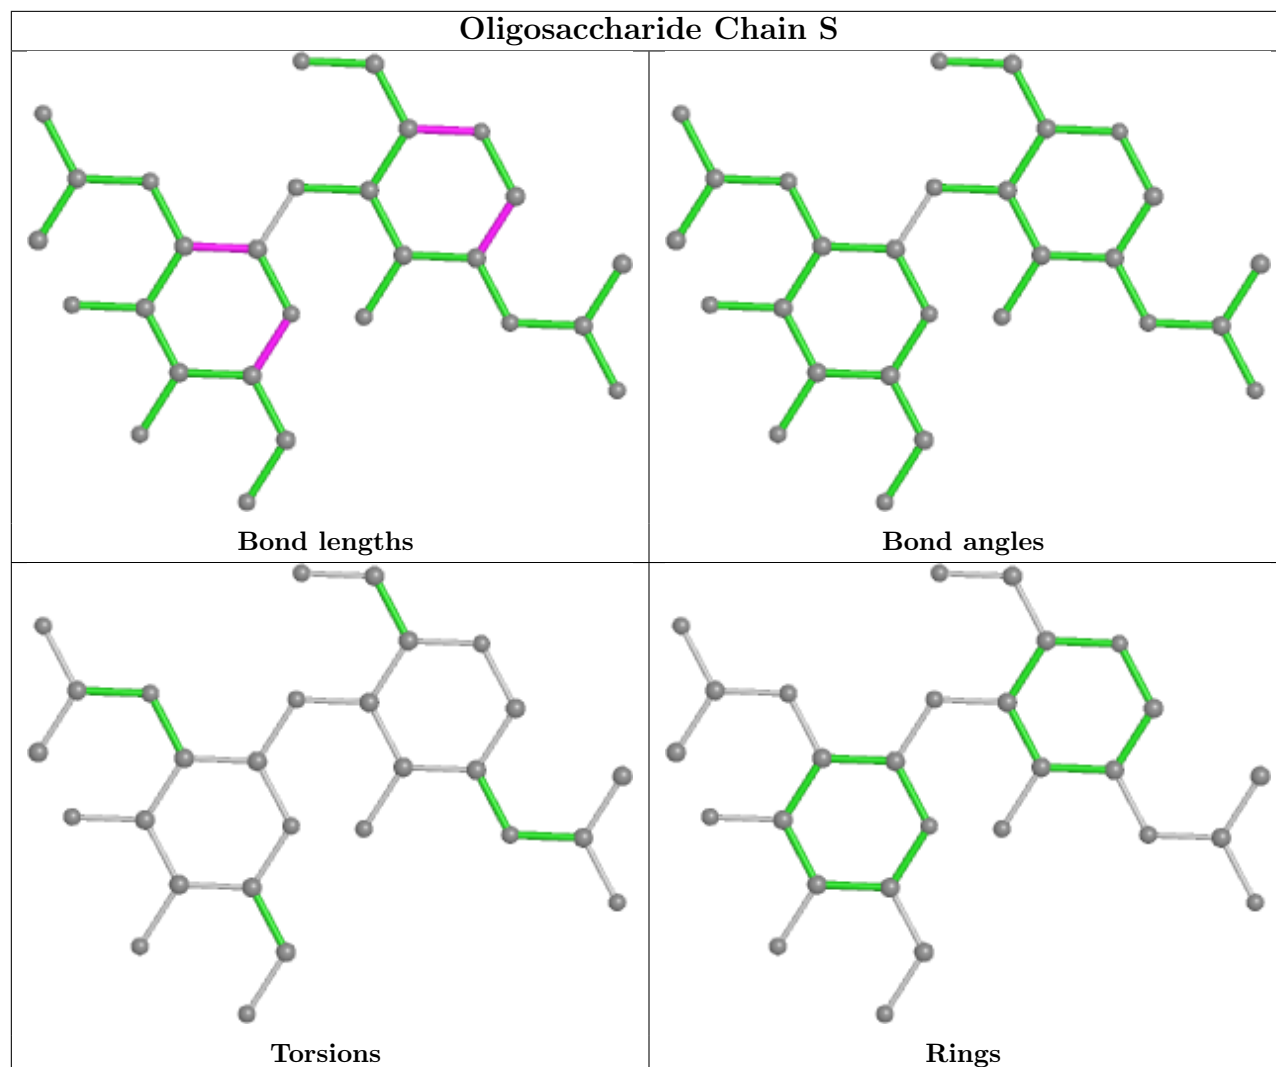 Oligosaccharide Chain S
Bond lengths
Bond angles
Torsions
Rings